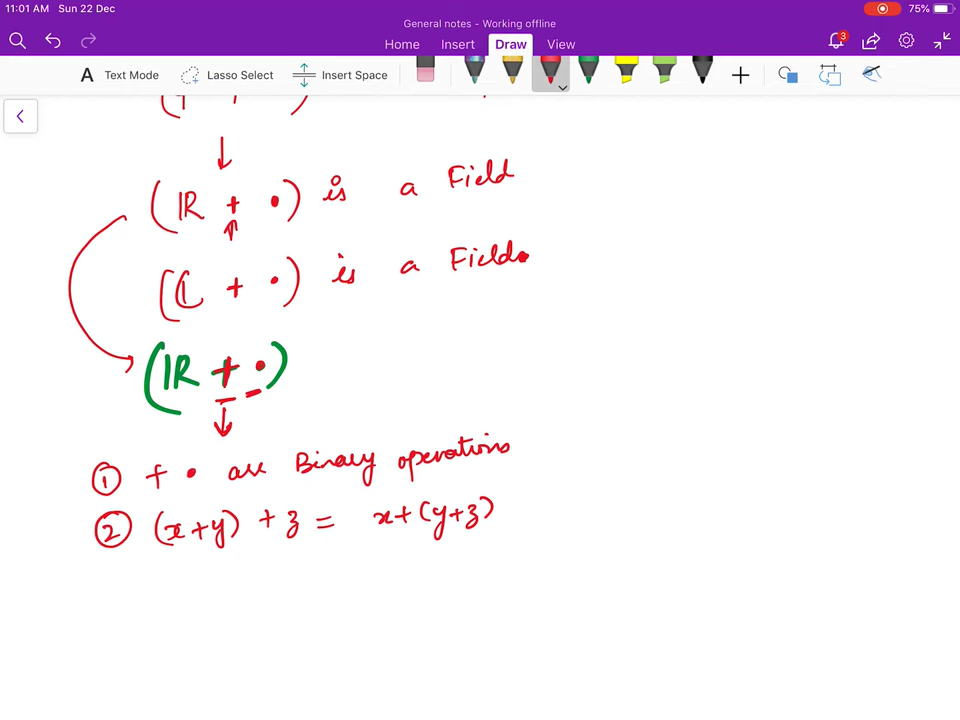 11:01 AM Sun 22 Dec
75%
General notes - Working offline
Home Insert Draw View
3
A Text Mode Lasso Select Insert Space
(ℝ + •) is a Field
(ℂ + •) is a Field
(ℝ + •)
① + • are Binary operations
② (x+y) + z = x+(y+z)